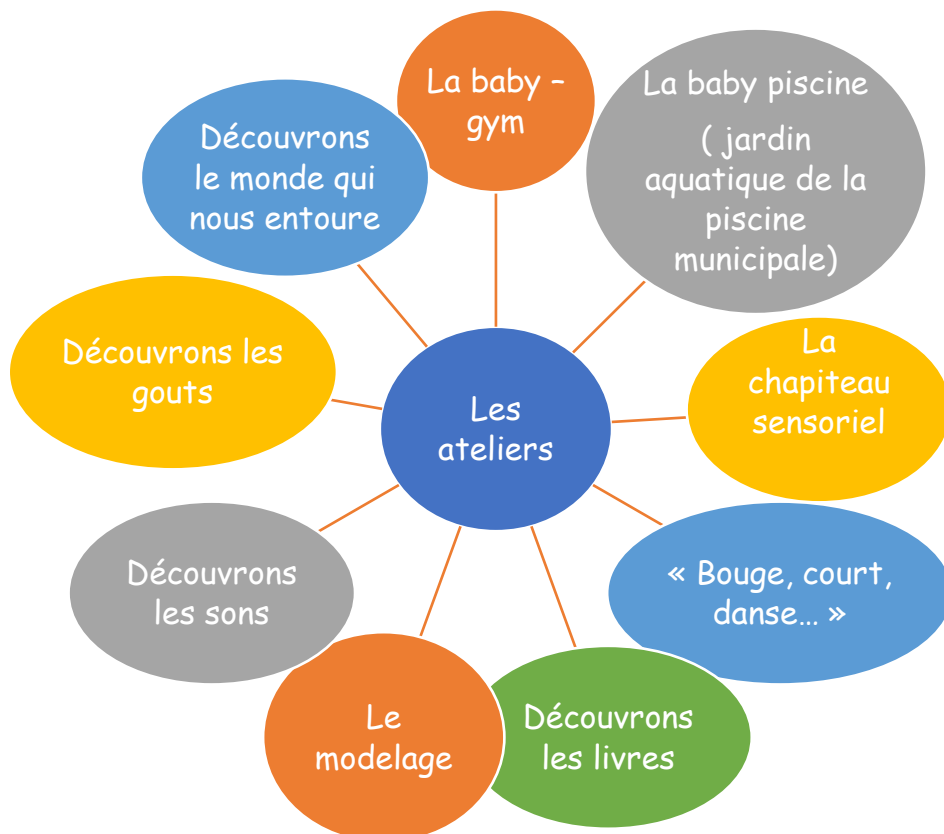 La baby –
gym
La baby piscine
( jardin
aquatique de la
piscine
municipale)
La
chapiteau
sensoriel
« Bouge, court,
danse… »
Découvrons
les livres
Le
modelage
Découvrons
les sons
Découvrons les
gouts
Découvrons
le monde qui
nous entoure
Les
ateliers